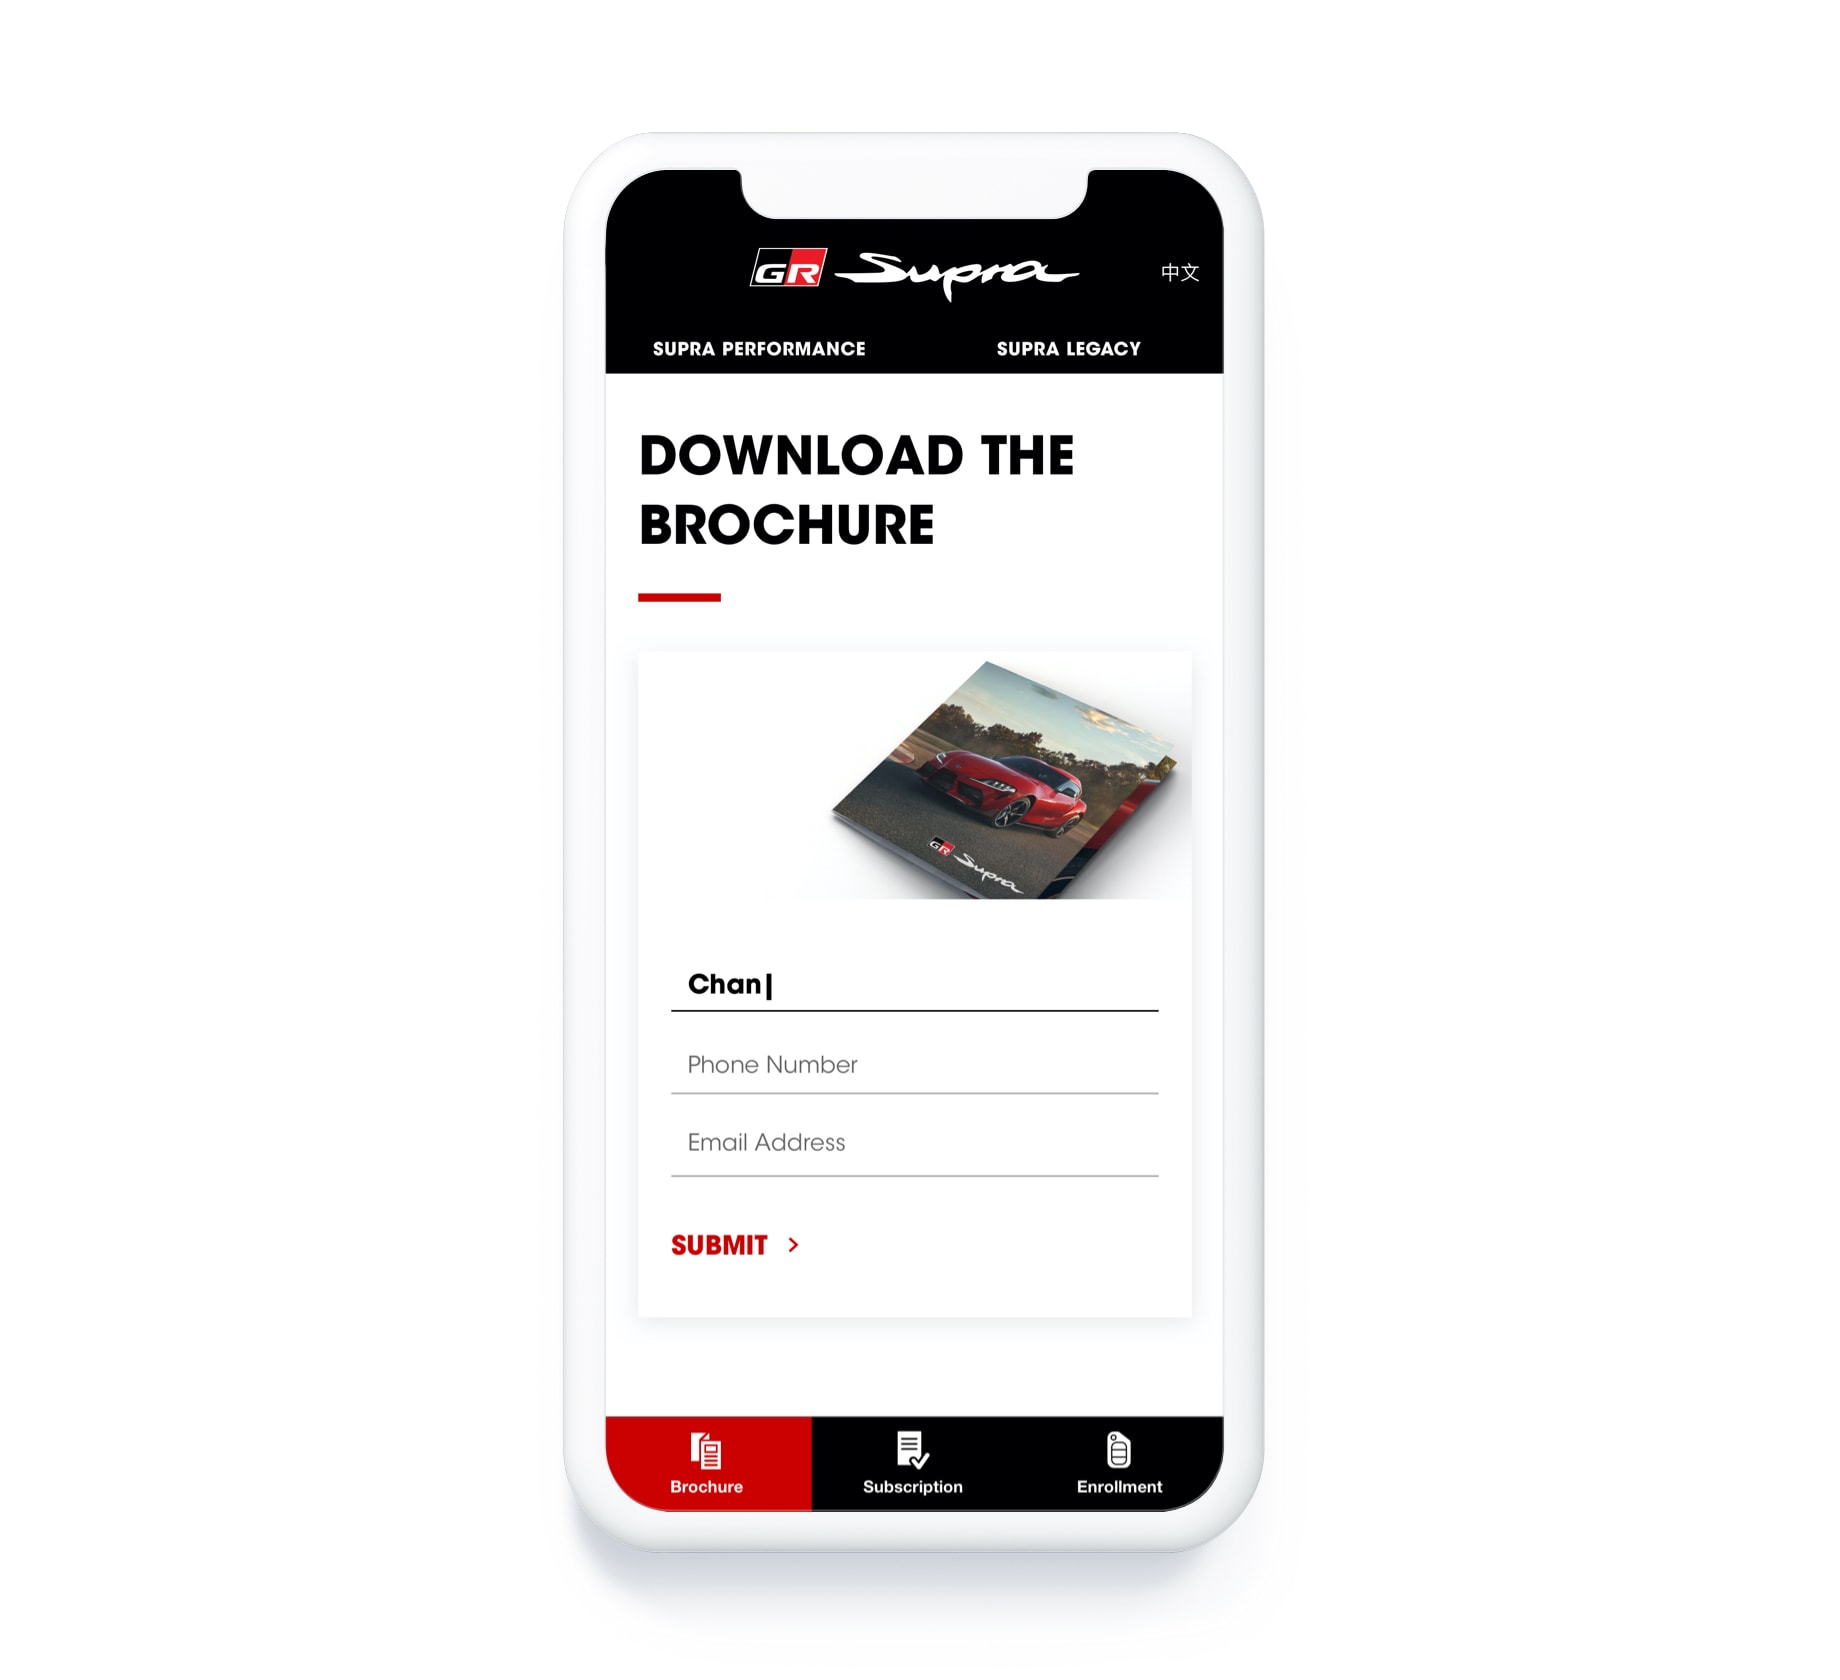 GR Supra
中文
SUPRA PERFORMANCE
SUPRA LEGACY
DOWNLOAD THE
BROCHURE
GR Supra
Chan
Phone Number
Email Address
SUBMIT >
Brochure
Subscription
Enrollment